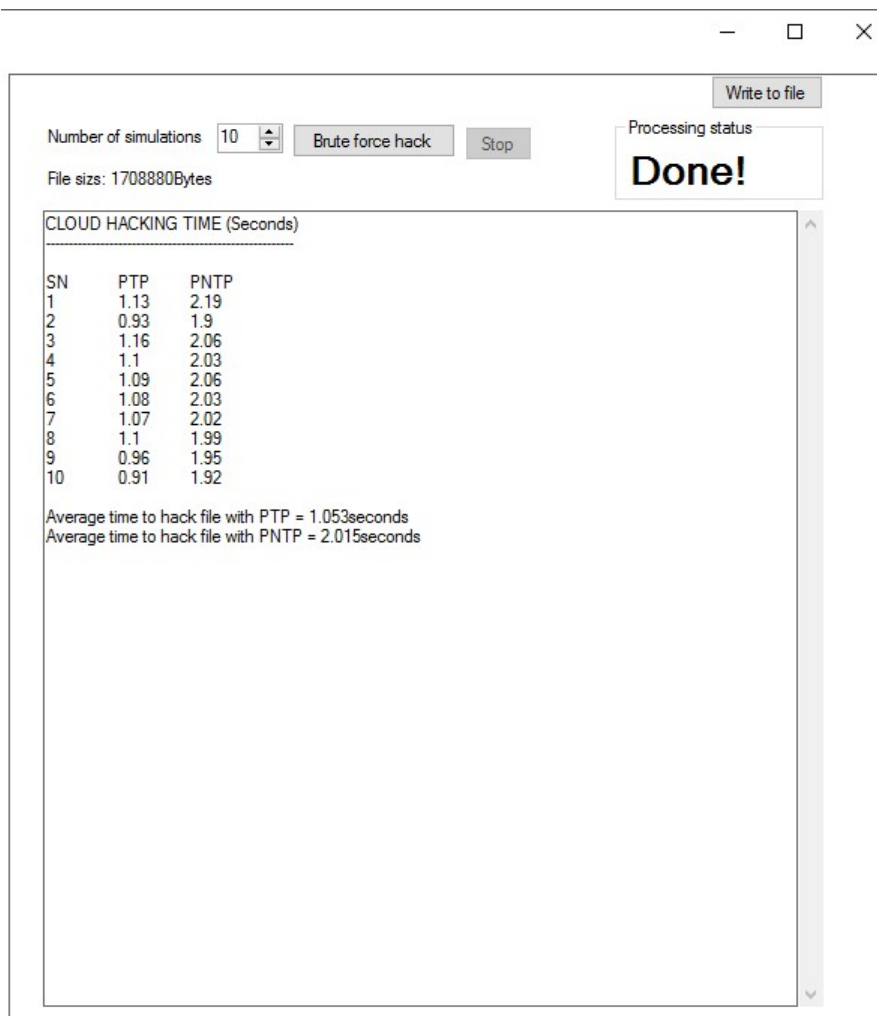 Write to file
Number of simulations 10 Brute force hack Stop
Processing status
Done!
File sizs: 1708880Bytes
CLOUD HACKING TIME (Seconds)
------------------------------------------------------
SN PTP PNTP
1 1.13 2.19
2 0.93 1.9
3 1.16 2.06
4 1.1 2.03
5 1.09 2.06
6 1.08 2.03
7 1.07 2.02
8 1.1 1.99
9 0.96 1.95
10 0.91 1.92
Average time to hack file with PTP = 1.053seconds
Average time to hack file with PNTP = 2.015seconds